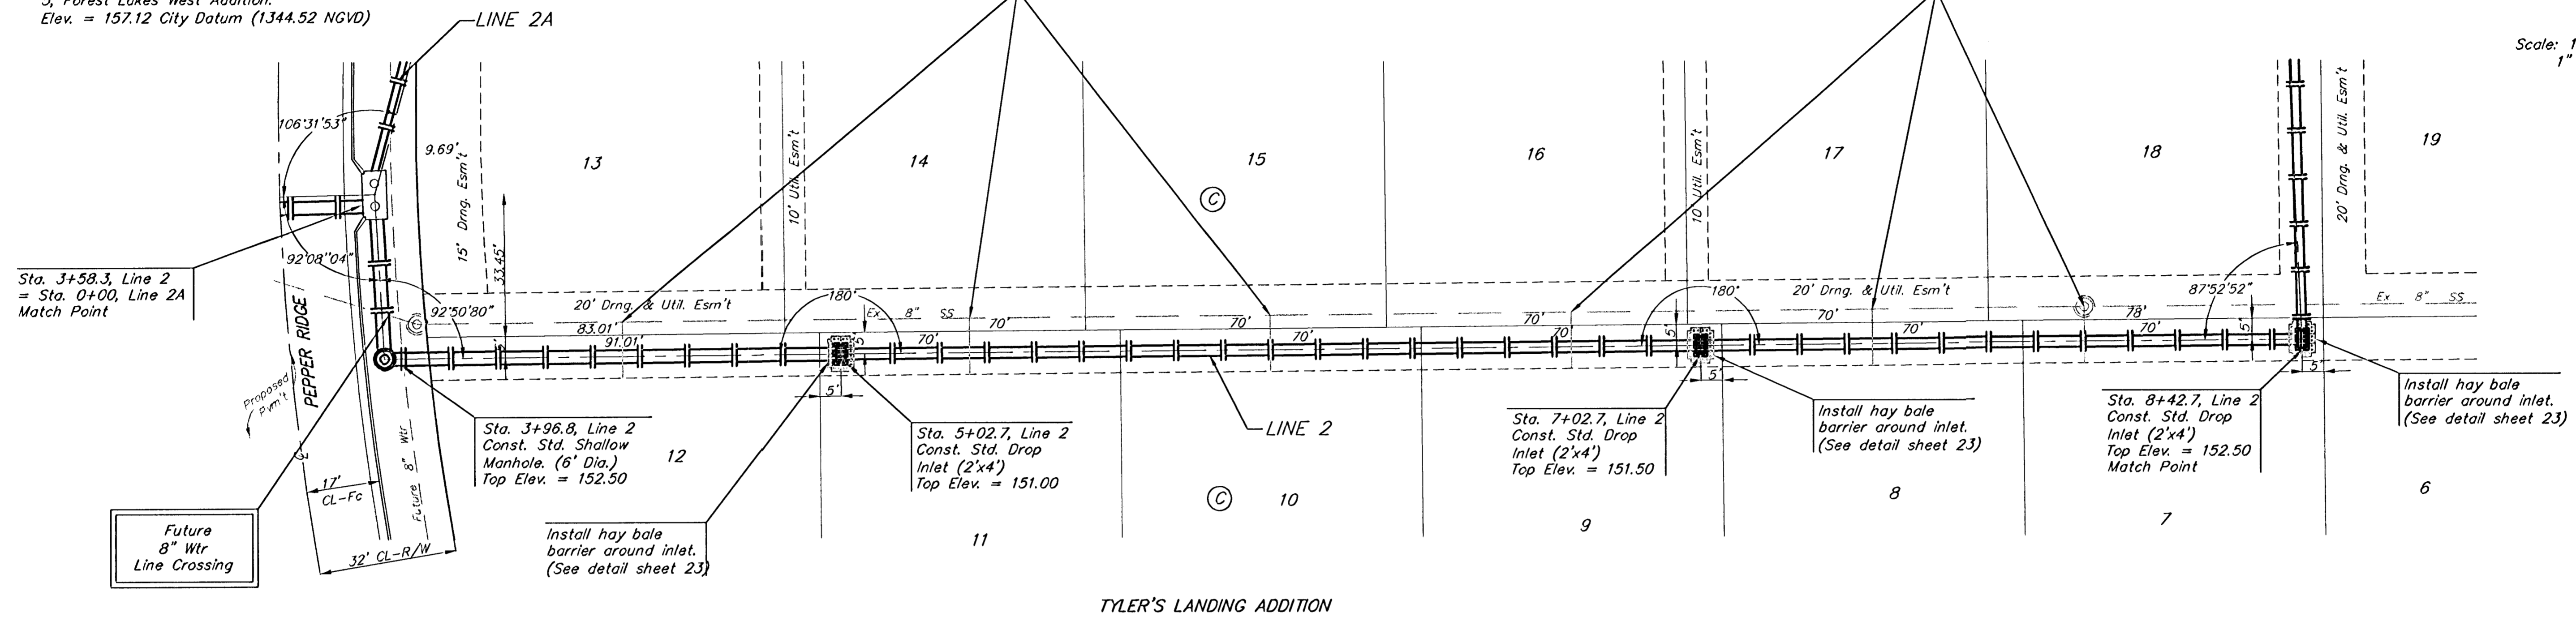 Elev. = 157.12 City Datum (1344.52 NGVD)
LINE 2A
Scale: 1
1"
106°31'53"
9.69'
15' Drng. Esm't
13
10' Util. Esm't
14
15
16
10' Util. Esm't
17
18
20' Drng. & Util. Esm't
19
C
33.45'
92°08'04"
Sta. 3+58.3, Line 2
= Sta. 0+00, Line 2A
Match Point
PEPPER RIDGE
92°50'80"
20' Drng. & Util. Esm't
180°
Ex 8" SS
180°
20' Drng. & Util. Esm't
87°52'52"
Ex 8" SS
83.01'
70'
70'
70'
70'
78'
91.01'
70'
70'
70'
70'
70'
5'
5'
5'
5'
5'
5'
Proposed
Pvm't
17'
CL-Fc
Future 8" Wtr
32' CL-R/W
Future
8" Wtr
Line Crossing
Sta. 3+96.8, Line 2
Const. Std. Shallow
Manhole. (6' Dia.)
Top Elev. = 152.50
12
Install hay bale
barrier around inlet.
(See detail sheet 23)
Sta. 5+02.7, Line 2
Const. Std. Drop
Inlet (2'x4')
Top Elev. = 151.00
11
LINE 2
C
10
Sta. 7+02.7, Line 2
Const. Std. Drop
Inlet (2'x4')
Top Elev. = 151.50
9
Install hay bale
barrier around inlet.
(See detail sheet 23)
8
Sta. 8+42.7, Line 2
Const. Std. Drop
Inlet (2'x4')
Top Elev. = 152.50
Match Point
7
Install hay bale
barrier around inlet.
(See detail sheet 23)
6
TYLER'S LANDING ADDITION